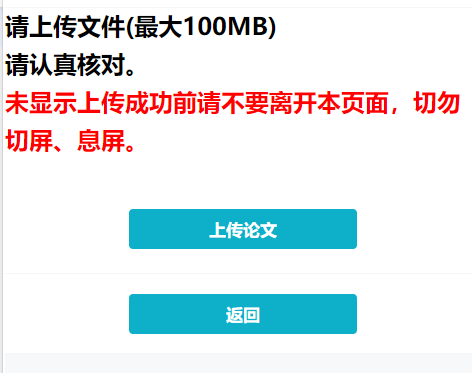 请上传文件(最大100MB)
请认真核对。
未显示上传成功前请不要离开本页面，切勿
切屏、息屏。
上传论文
返回